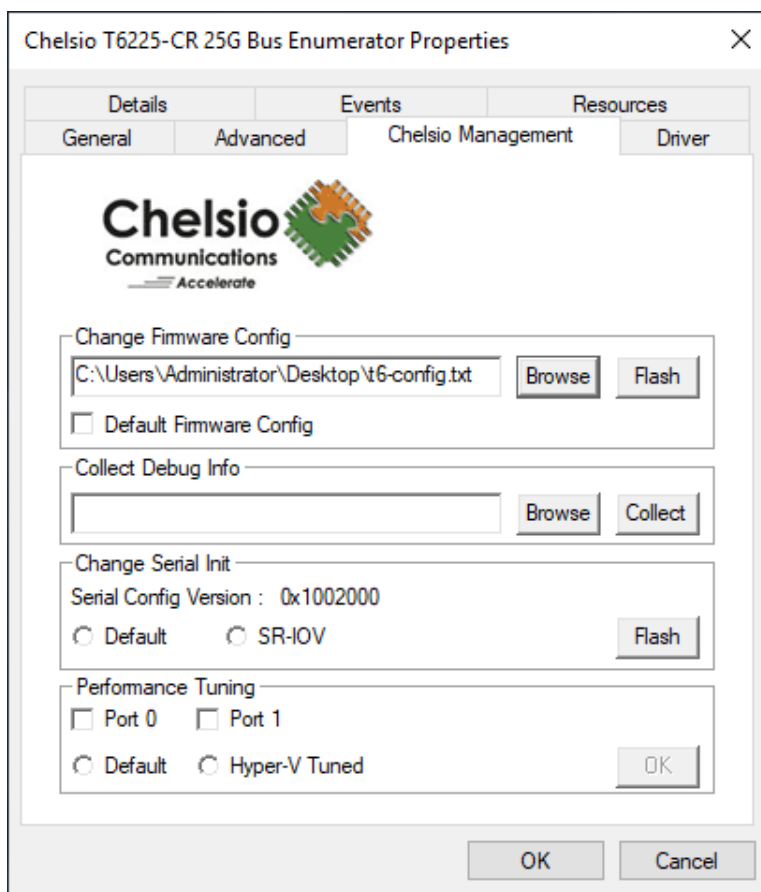 Chelsio T6225-CR 25G Bus Enumerator Properties
Details Events Resources
General Advanced Chelsio Management Driver
Chelsio
Communications
Accelerate
Change Firmware Config
C:\Users\Administrator\Desktop\t6-config.txt Browse Flash
Default Firmware Config
Collect Debug Info
Browse Collect
Change Serial Init
Serial Config Version : 0x1002000
Default SR-IOV Flash
Performance Tuning
Port 0 Port 1
Default Hyper-V Tuned OK
OK Cancel